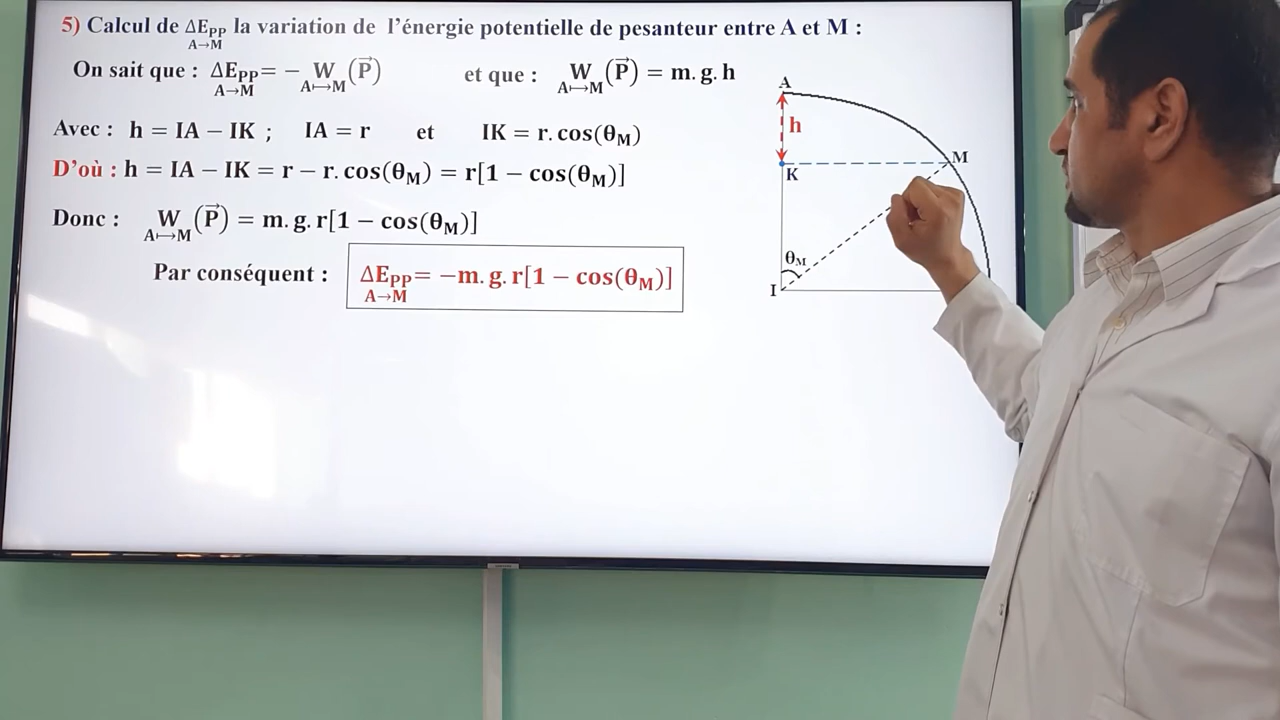 5) Calcul de ΔEPP la variation de l'énergie potentielle de pesanteur entre A et M :
A→M
On sait que : ΔEPP = − W(P⃗) et que : W(P⃗) = m. g. h
A→M A↦M A↦M
Avec : h = IA − IK ; IA = r et IK = r. cos(θM)
D'où : h = IA − IK = r − r. cos(θM) = r[1 − cos(θM)]
Donc : W(P⃗) = m. g. r[1 − cos(θM)]
A↦M
Par conséquent : ΔEPP = −m. g. r[1 − cos(θM)]
A→M
A
h
M
K
θM
I